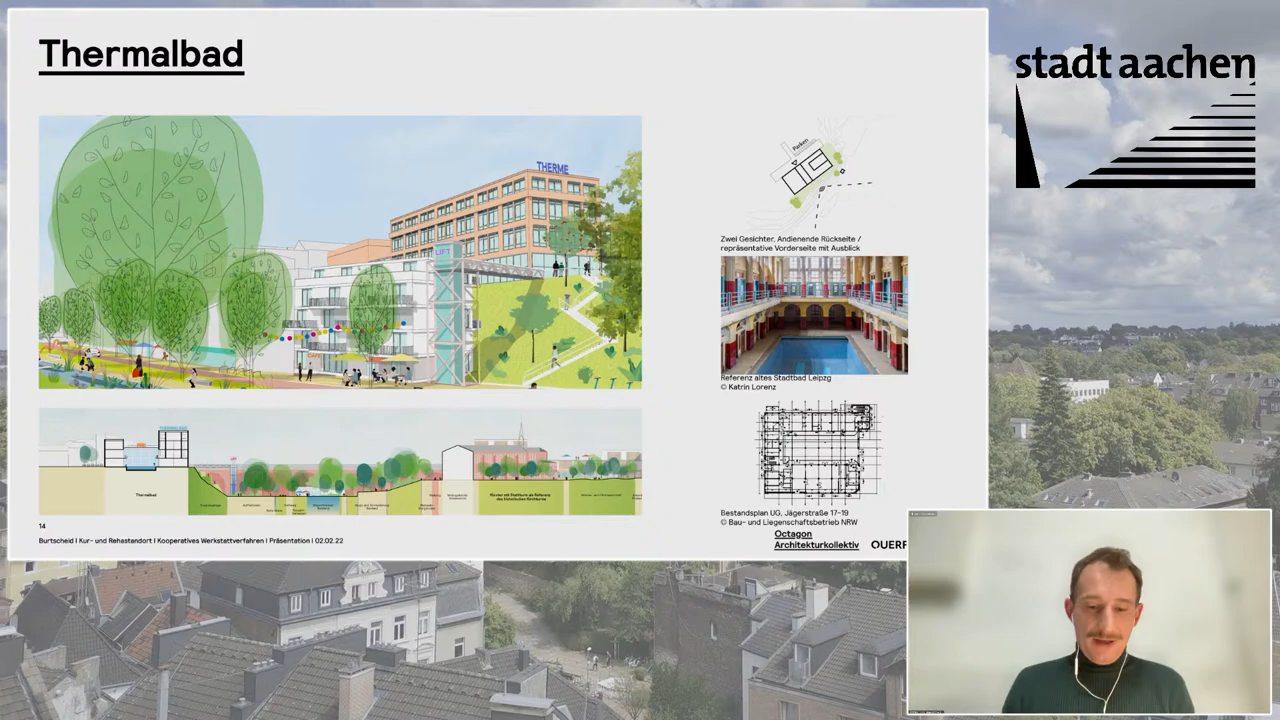 Thermalbad
stadt aachen
THERME
LIFT
Parken
Zwei Gesichter. Andienende Rückseite /
repräsentative Vorderseite mit Ausblick
Referenz altes Stadtbad Leipzg
© Katrin Lorenz
Thermalbad
Bestandsplan UG, Jägerstraße 17-19
© Bau- und Liegenschaftsbetrieb NRW
14
Burtscheid I Kur- und Rehastandort I Kooperatives Werkstattverfahren I Präsentation I 02.02.22
Octagon
Architekturkollektiv
QUERF